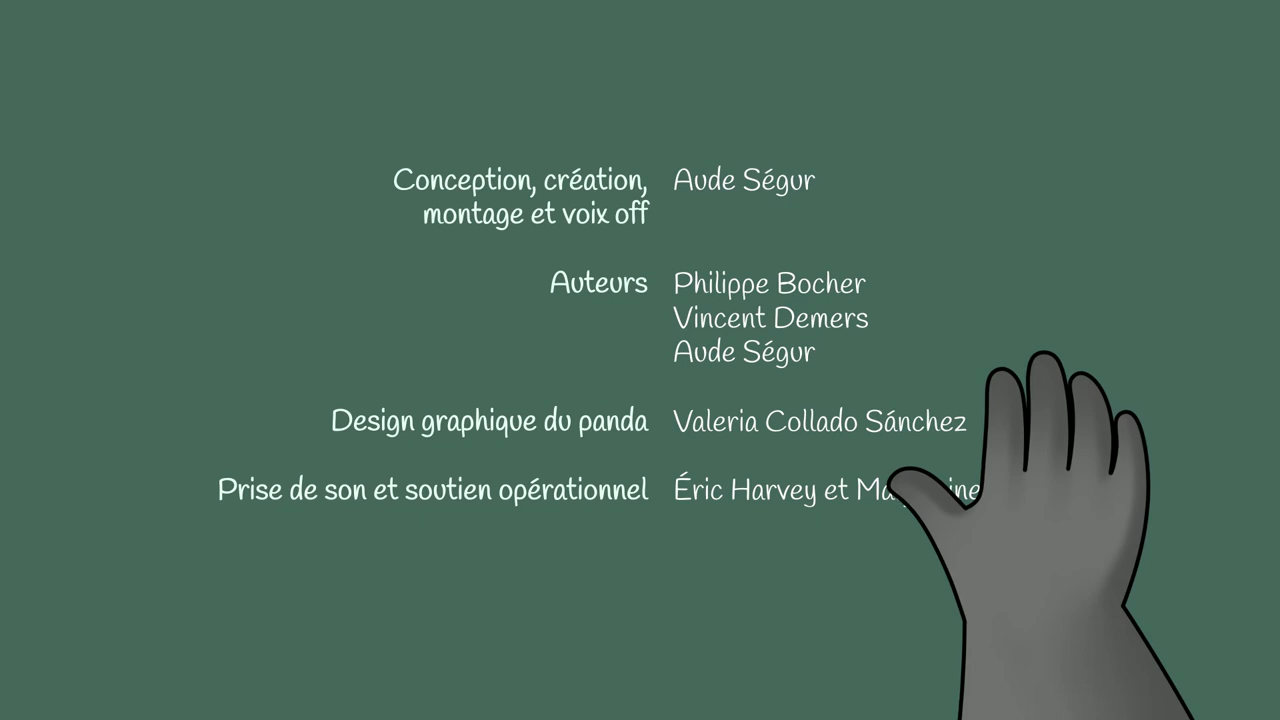 Conception, création, Aude Ségur
montage et voix off
Auteurs Philippe Bocher
Vincent Demers
Aude Ségur
Design graphique du panda Valeria Collado Sánchez
Prise de son et soutien opérationnel Éric Harvey et